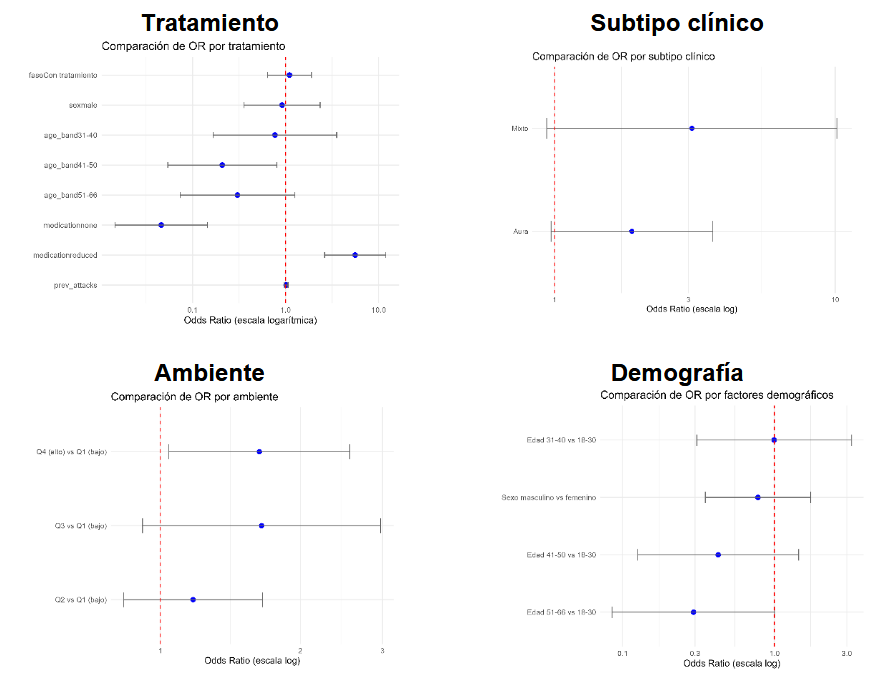 Tratamiento
Comparación de OR por tratamiento
faseCon tratamiento
sexmale
age_band31-40
age_band41-50
age_band51-66
medicationnone
medicationreduced
prev_attacks
0.1 1.0 10.0
Odds Ratio (escala logarítmica)
Subtipo clínico
Comparación de OR por subtipo clínico
Mixto
Aura
1 3 10
Odds Ratio (escala log)
Ambiente
Comparación de OR por ambiente
Q4 (alto) vs Q1 (bajo)
Q3 vs Q1 (bajo)
Q2 vs Q1 (bajo)
1 2 3
Odds Ratio (escala log)
Demografía
Comparación de OR por factores demográficos
Edad 31-40 vs 18-30
Sexo masculino vs femenino
Edad 41-50 vs 18-30
Edad 51-66 vs 18-30
0.1 0.3 1.0 3.0
Odds Ratio (escala log)